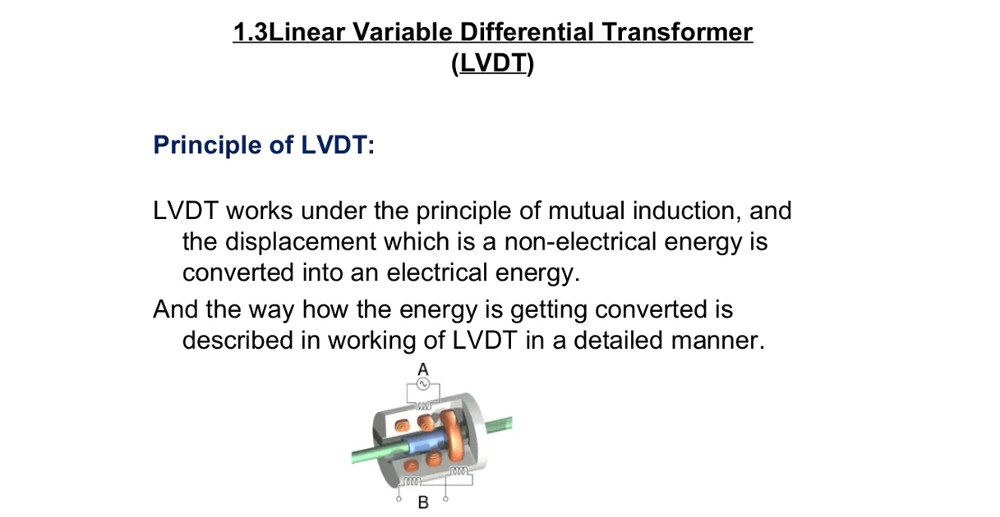 1.3Linear Variable Differential Transformer
(LVDT)
Principle of LVDT:
LVDT works under the principle of mutual induction, and
the displacement which is a non-electrical energy is
converted into an electrical energy.
And the way how the energy is getting converted is
described in working of LVDT in a detailed manner.
A
B